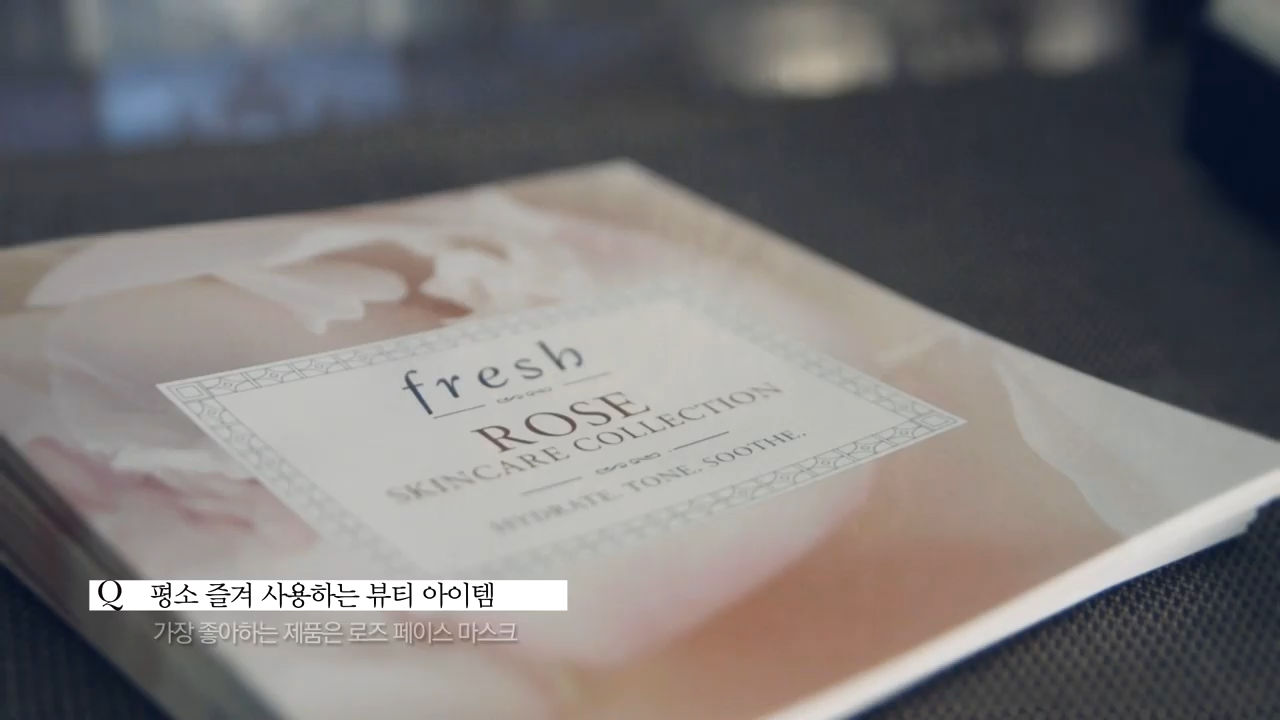 fresh
ROSE
SKINCARE COLLECTION
HYDRATE. TONE. SOOTHE.
Q 평소 즐겨 사용하는 뷰티 아이템
가장 좋아하는 제품은 로즈 페이스 마스크